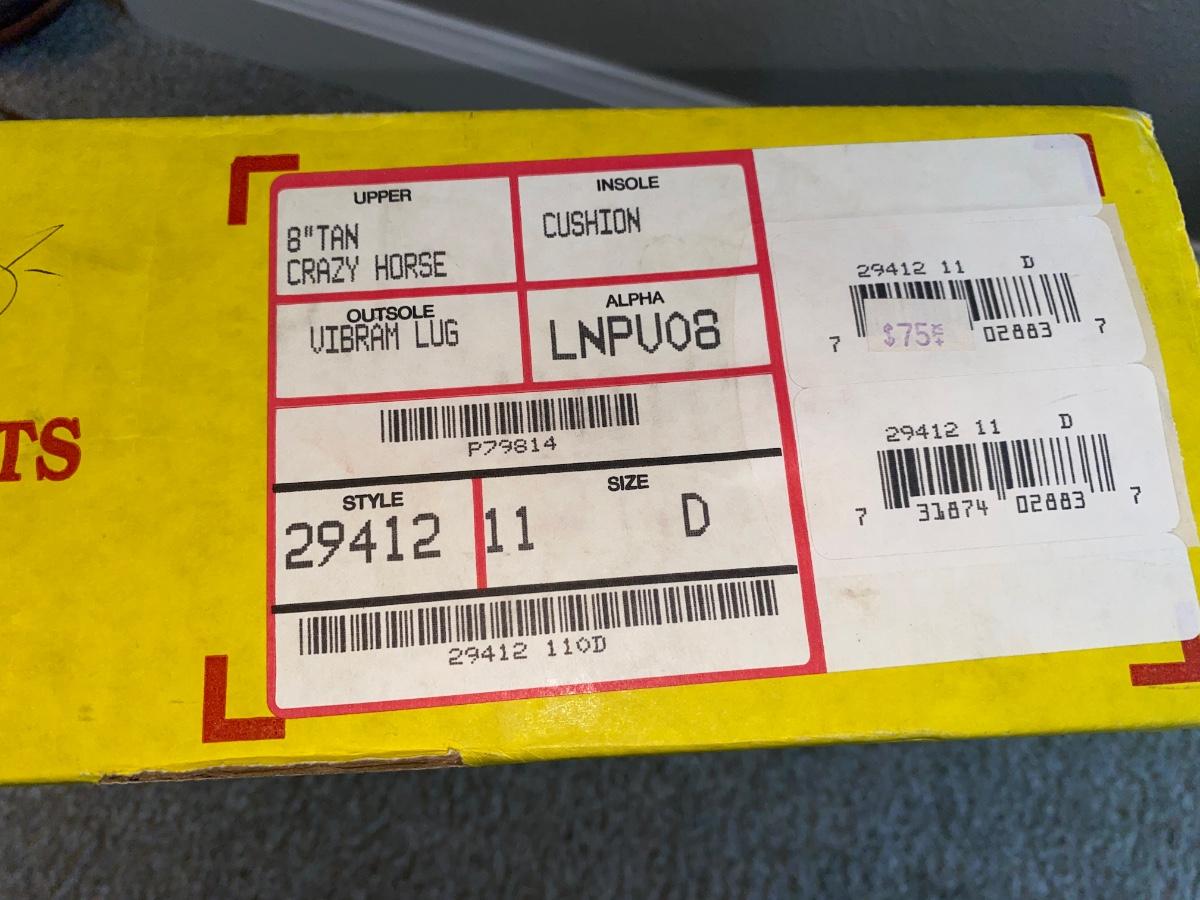 TS
UPPER
8"TAN
CRAZY HORSE
INSOLE
CUSHION
OUTSOLE
VIBRAM LUG
ALPHA
LNPV08
P79814
STYLE
29412
SIZE
11 D
29412 110D
29412 11 D
7 02883 7
$75
29412 11 D
7 31874 02883 7